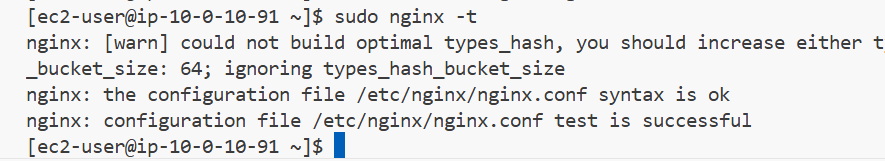 [ec2-user@ip-10-0-10-91 ~]$ sudo nginx -t
nginx: [warn] could not build optimal types_hash, you should increase either
_bucket_size: 64; ignoring types_hash_bucket_size
nginx: the configuration file /etc/nginx/nginx.conf syntax is ok
nginx: configuration file /etc/nginx/nginx.conf test is successful
[ec2-user@ip-10-0-10-91 ~]$